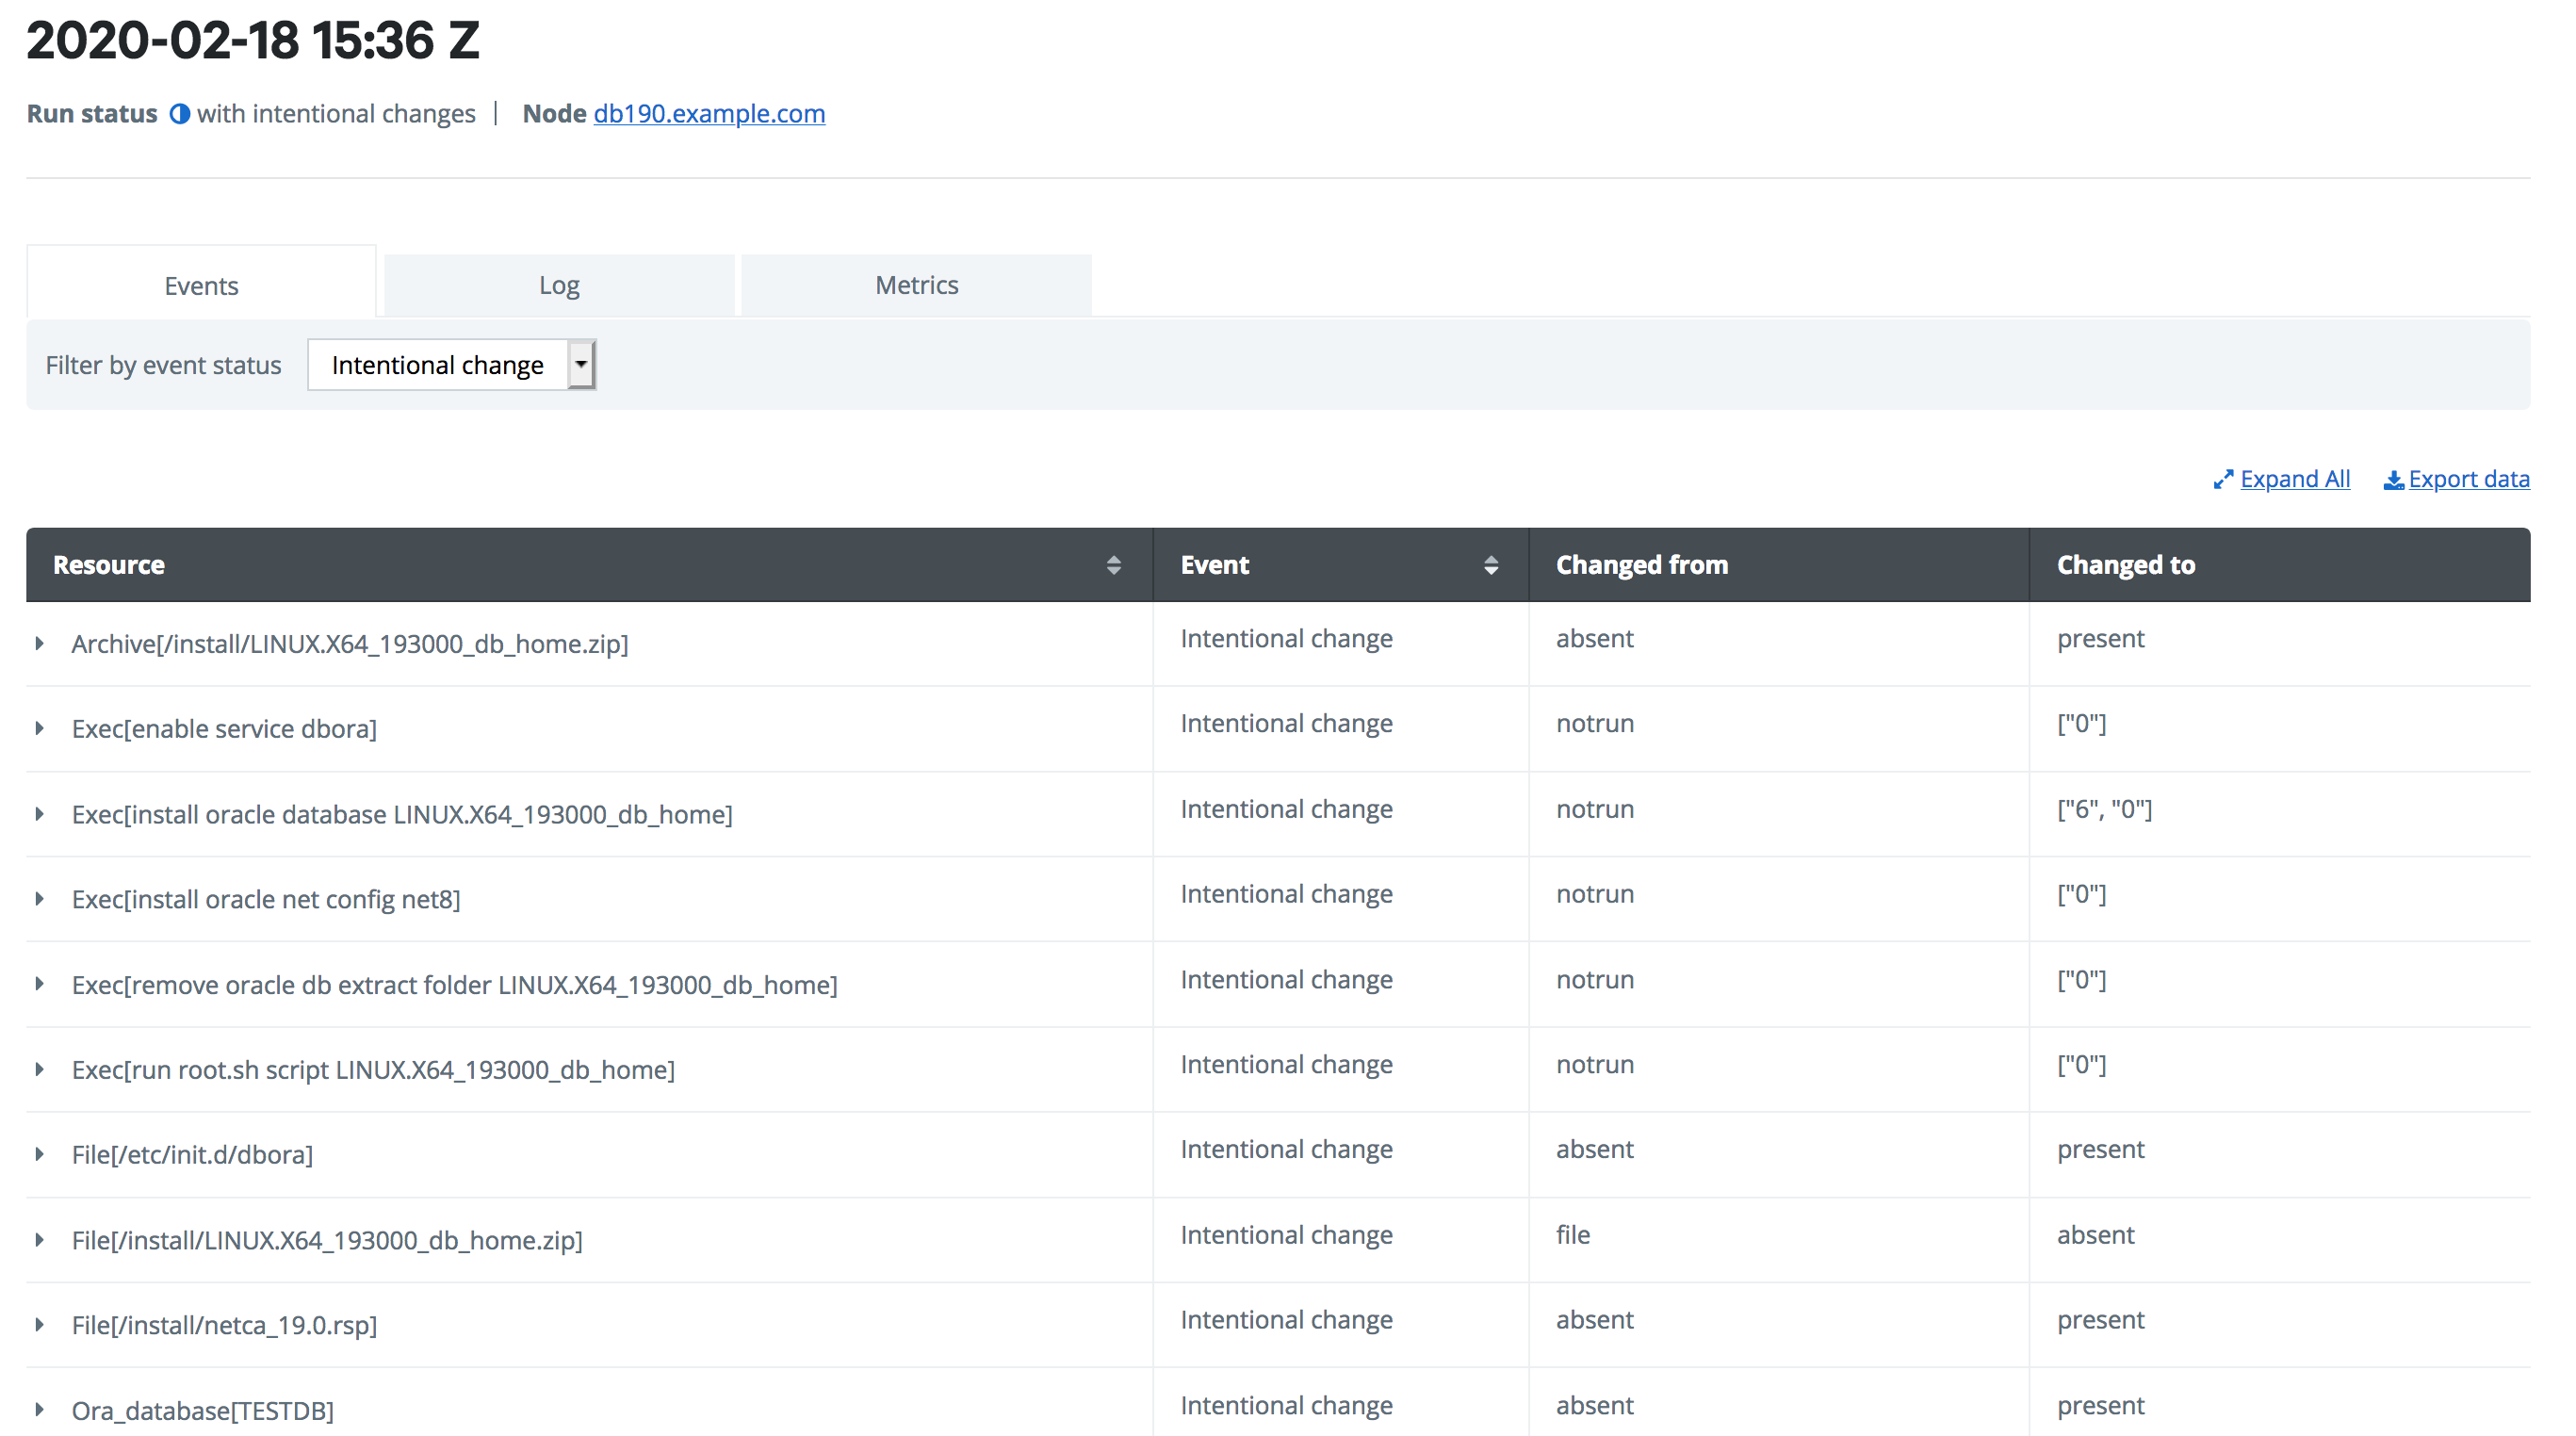 2020-02-18 15:36 Z
Run status with intentional changes | Node db190.example.com
Events Log Metrics
Filter by event status Intentional change
Expand All Export data
Resource Event Changed from Changed to
Archive[/install/LINUX.X64_193000_db_home.zip] Intentional change absent present
Exec[enable service dbora] Intentional change notrun ["0"]
Exec[install oracle database LINUX.X64_193000_db_home] Intentional change notrun ["6", "0"]
Exec[install oracle net config net8] Intentional change notrun ["0"]
Exec[remove oracle db extract folder LINUX.X64_193000_db_home] Intentional change notrun ["0"]
Exec[run root.sh script LINUX.X64_193000_db_home] Intentional change notrun ["0"]
File[/etc/init.d/dbora] Intentional change absent present
File[/install/LINUX.X64_193000_db_home.zip] Intentional change file absent
File[/install/netca_19.0.rsp] Intentional change absent present
Ora_database[TESTDB] Intentional change absent present